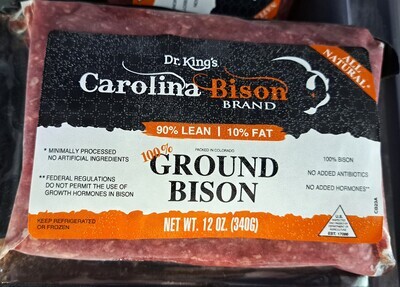 Dr. King's
Carolina Bison
BRAND
ALL
NATURAL*
90% LEAN | 10% FAT
PACKED IN COLORADO
* MINIMALLY PROCESSED
NO ARTIFICIAL INGREDIENTS
100%
GROUND
BISON
100% BISON
NO ADDED ANTIBIOTICS
NO ADDED HORMONES**
** FEDERAL REGULATIONS
DO NOT PERMIT THE USE OF
GROWTH HORMONES IN BISON
KEEP REFRIGERATED
OR FROZEN
NET WT. 12 OZ. (340G)
U.S.
EST. 170BB